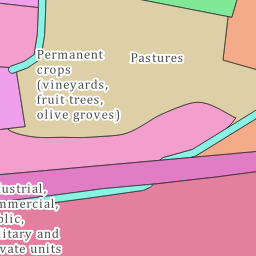 Permanent
crops
(vineyards,
fruit trees,
olive groves)
Pastures
ustrial,
mmercial,
blic,
litary and
vate units